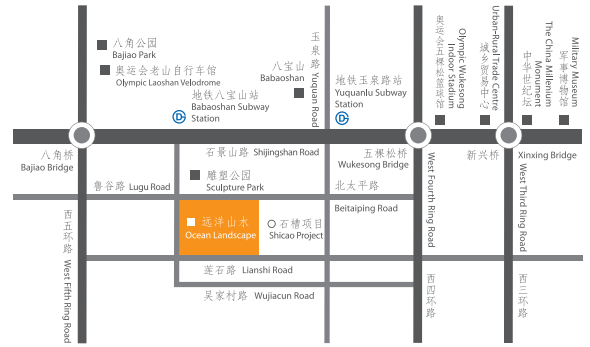 八角公园
Bajiao Park
奥运会老山自行车馆
Olympic Laoshan Velodrome
地铁八宝山站
Babaoshan Subway
Station
八宝山
Babaoshan
玉泉路 Yuquan Road
地铁玉泉路站
Yuquanlu Subway
Station
奥运会五棵松篮球馆
Olympic Wukesong
Indoor Stadium
城乡贸易中心
Urban-Rural Trade Centre
中华世纪坛
The China Millenium
Monument
军事博物馆
Military Museum
八角桥
Bajiao Bridge
石景山路 Shijingshan Road
五棵松桥
Wukesong Bridge
新兴桥
Xinxing Bridge
鲁谷路 Lugu Road
雕塑公园
Sculpture Park
北太平路
Beitaiping Road
远洋山水
Ocean Landscape
石槽项目
Shicao Project
西五环路 West Fifth Ring Road
莲石路 Lianshi Road
吴家村路 Wujiacun Road
West Fourth Ring Road
西四环路
West Third Ring Road
西三环路